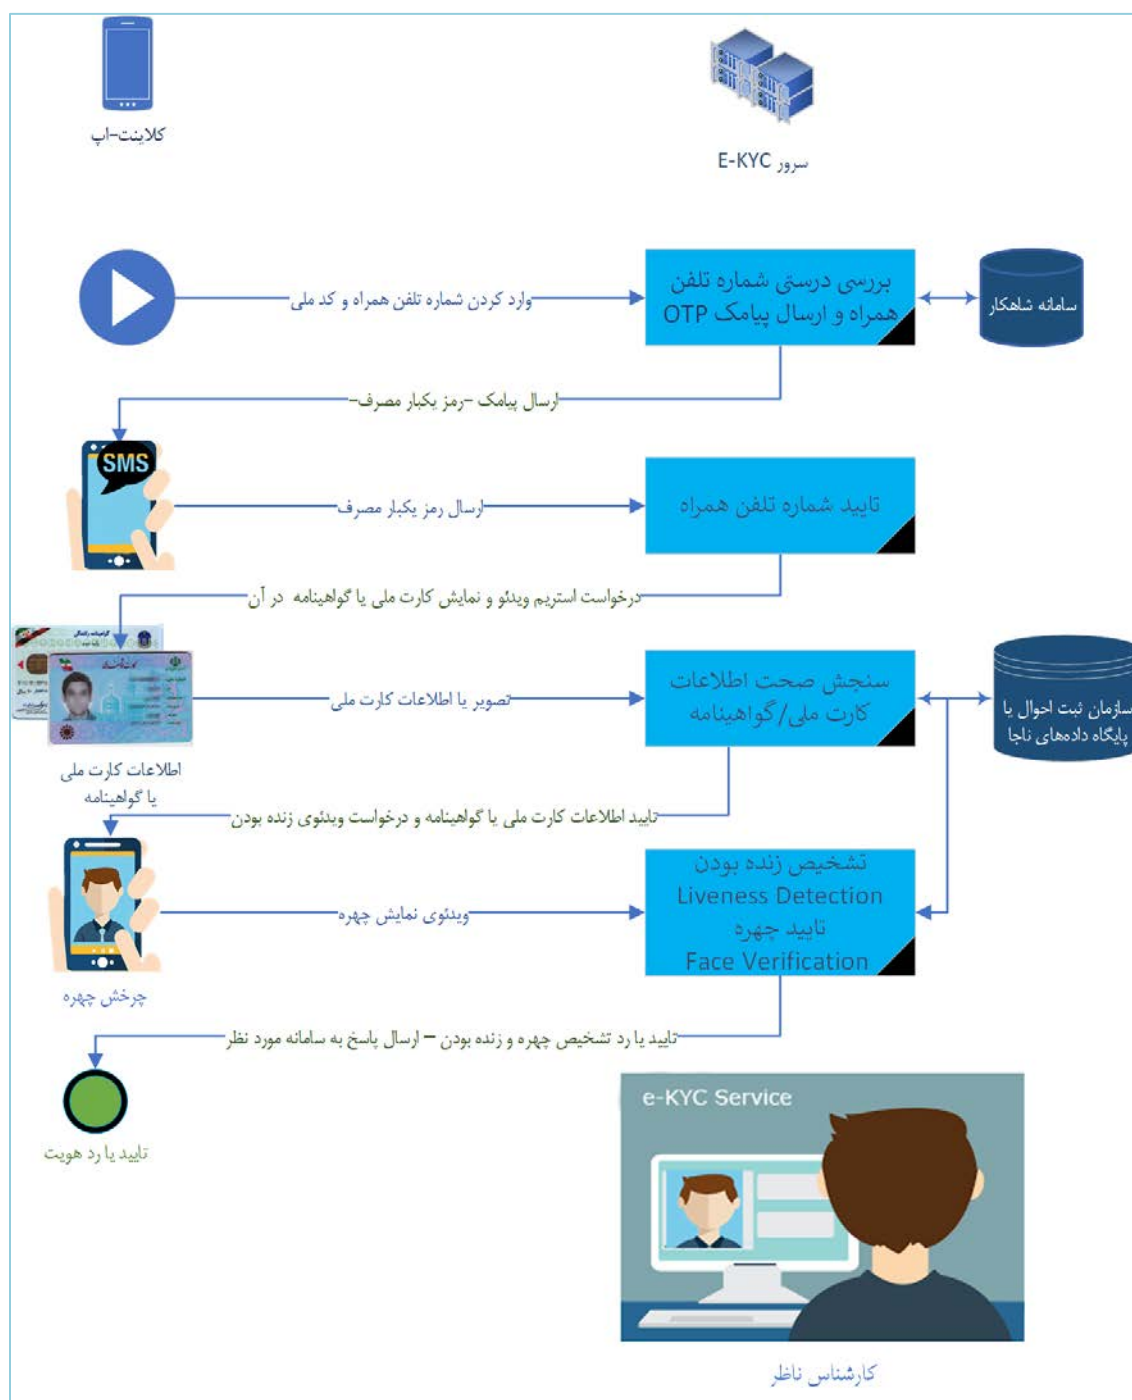 کلاینت-اپ
سرور E-KYC
وارد کردن شماره تلفن همراه و کد ملی
بررسی درستی شماره تلفن
همراه و ارسال پیامک OTP
سامانه شاهکار
ارسال پیامک -رمز یکبار مصرف-
SMS
ارسال رمز یکبار مصرف
تایید شماره تلفن همراه
درخواست استریم ویدئو و نمایش کارت ملی یا گواهینامه در آن
تصویر یا اطلاعات کارت ملی
سنجش صحت اطلاعات
کارت ملی/گواهینامه
سازمان ثبت احوال یا
پایگاه داده‌های ناجا
اطلاعات کارت ملی
یا گواهینامه
تایید اطلاعات کارت ملی یا گواهینامه و درخواست ویدئوی زنده بودن
ویدئوی نمایش چهره
تشخیص زنده بودن
Liveness Detection
تایید چهره
Face Verification
چرخش چهره
تایید یا رد تشخیص چهره و زنده بودن – ارسال پاسخ به سامانه مورد نظر
تایید یا رد هویت
e-KYC Service
کارشناس ناظر